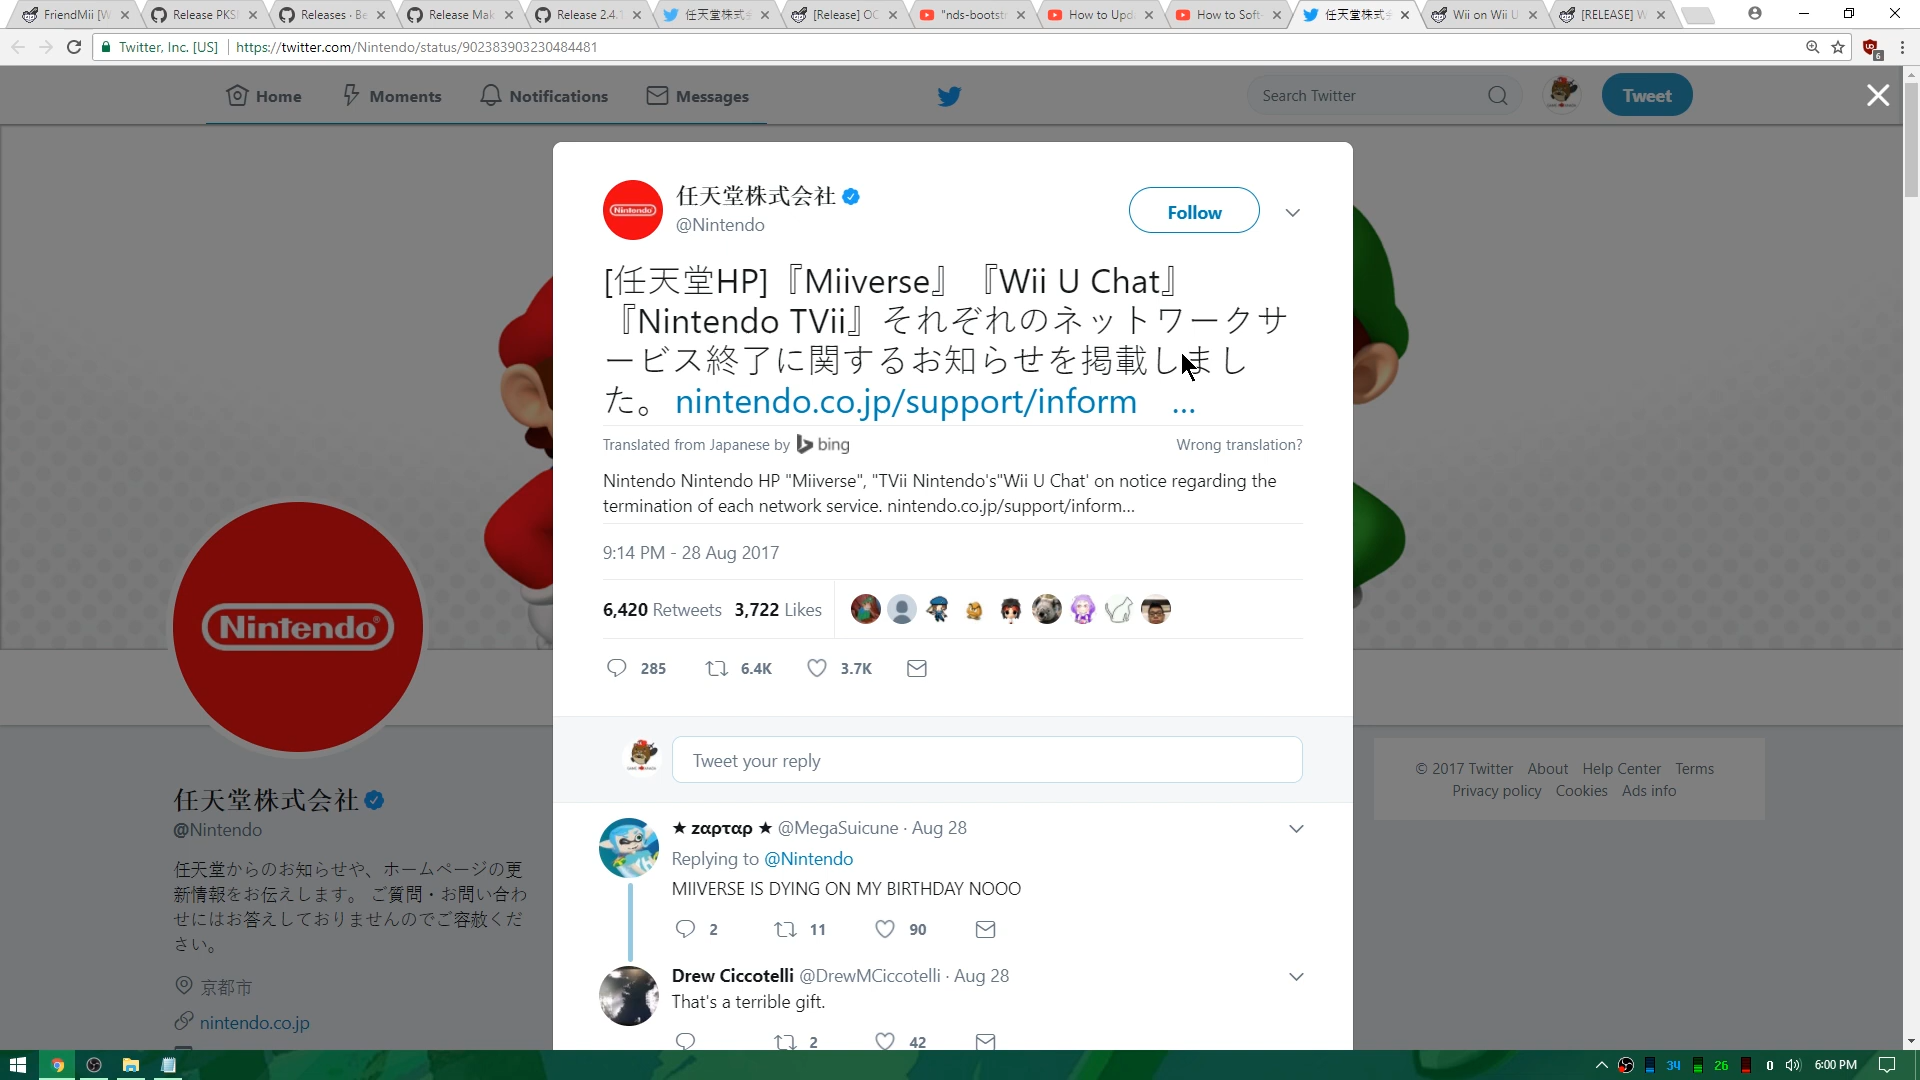 FriendMii [W
Release PKS
Releases · Be
Release Mak
Release 2.4.1
任天堂株式会
[Release] OC
"nds-bootst
How to Upd
How to Soft
任天堂株式会
Wii on Wii U
[RELEASE] W
Twitter, Inc. [US]
https://twitter.com/Nintendo/status/902383903230484481
6
Home
Moments
Notifications
Messages
Search Twitter
Tweet
Nintendo
任天堂株式会社
@Nintendo
Follow
[任天堂HP]『Miiverse』『Wii U Chat』
『Nintendo TVii』それぞれのネットワークサ
ービス終了に関するお知らせを掲載しまし
た。 nintendo.co.jp/support/inform …
Translated from Japanese by bing
Wrong translation?
Nintendo Nintendo HP "Miiverse", "TVii Nintendo's"Wii U Chat' on notice regarding the
termination of each network service. nintendo.co.jp/support/inform...
9:14 PM - 28 Aug 2017
6,420 Retweets 3,722 Likes
285 6.4K 3.7K
Tweet your reply
★ zαρταρ ★ @MegaSuicune · Aug 28
Replying to @Nintendo
MIIVERSE IS DYING ON MY BIRTHDAY NOOO
2 11 90
Drew Ciccotelli @DrewMCiccotelli · Aug 28
That's a terrible gift.
2 42
Nintendo®
任天堂株式会社
@Nintendo
任天堂からのお知らせや、ホームページの更
新情報をお伝えします。ご質問・お問い合わ
せにはお答えしておりませんのでご容赦くだ
さい。
京都市
nintendo.co.jp
© 2017 Twitter About Help Center Terms
Privacy policy Cookies Ads info
34 26 0 6:00 PM